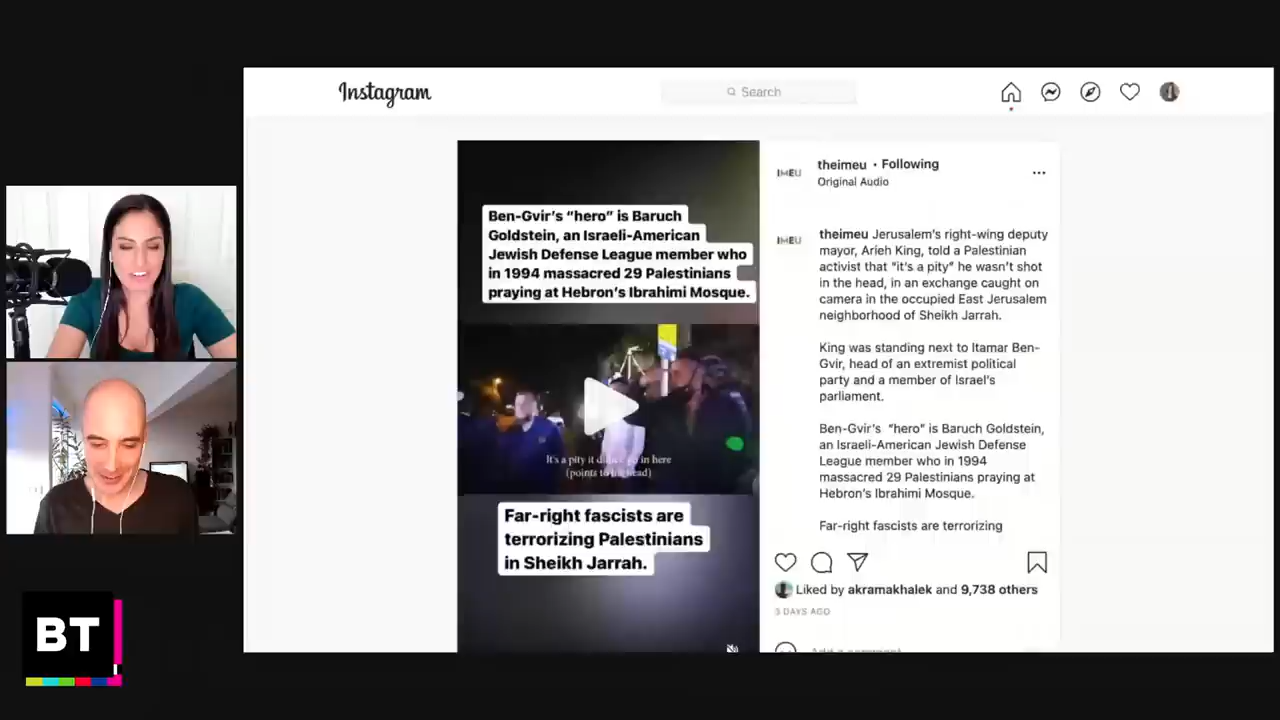 Instagram
Search
Ben-Gvir's “hero” is Baruch
Goldstein, an Israeli-American
Jewish Defense League member who
in 1994 massacred 29 Palestinians
praying at Hebron's Ibrahimi Mosque.
It's a pity it didn't go in here
(points to his head)
Far-right fascists are
terrorizing Palestinians
in Sheikh Jarrah.
IMEU
theimeu • Following
Original Audio
IMEU
theimeu Jerusalem's right-wing deputy
mayor, Arieh King, told a Palestinian
activist that “it's a pity” he wasn't shot
in the head, in an exchange caught on
camera in the occupied East Jerusalem
neighborhood of Sheikh Jarrah.
King was standing next to Itamar Ben-
Gvir, head of an extremist political
party and a member of Israel's
parliament.
Ben-Gvir's “hero” is Baruch Goldstein,
an Israeli-American Jewish Defense
League member who in 1994
massacred 29 Palestinians praying at
Hebron's Ibrahimi Mosque.
Far-right fascists are terrorizing
Liked by akramakhalek and 9,738 others
3 DAYS AGO
Add a comment
BT